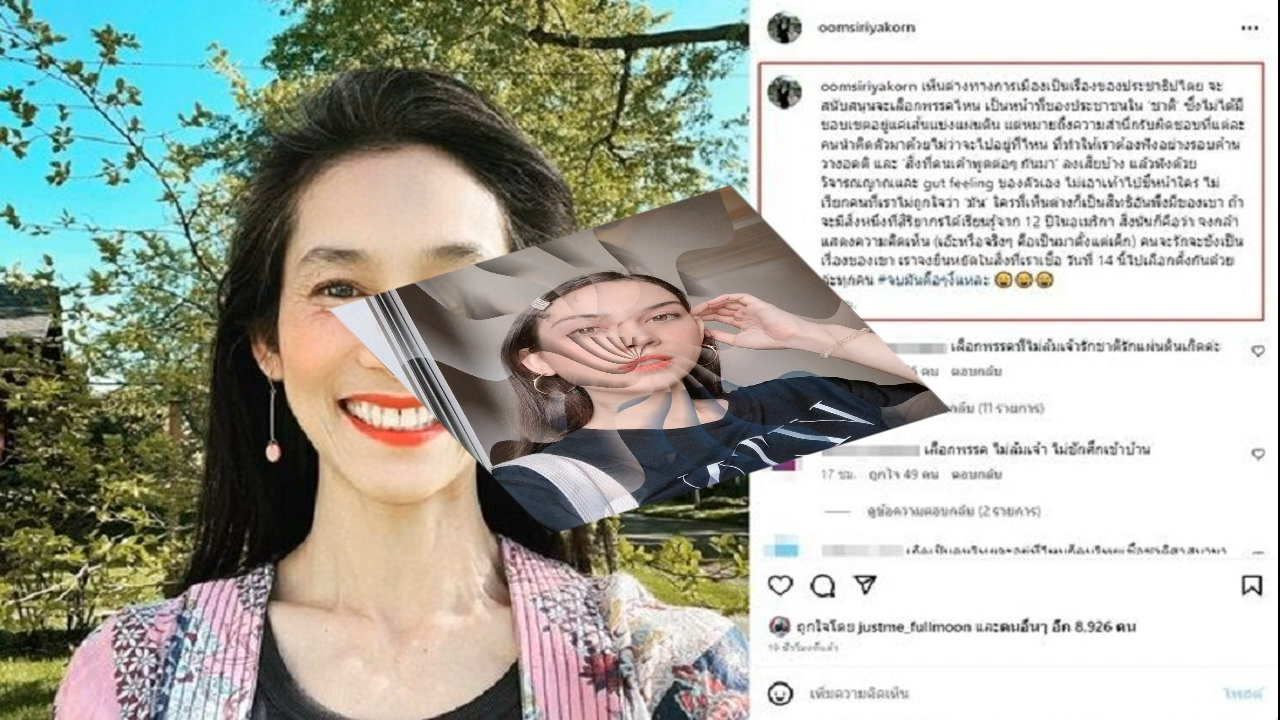 oomsiriyakorn
oomsiriyakorn เห็นต่างทางการเมืองเป็นเรื่องของประชาธิปไตย จะ
สนับสนุนจะเลือกพรรคไหน เป็นหน้าที่ของประชาชนใน 'ชาติ' ซึ่งไม่ได้มี
ขอบเขตอยู่แค่เส้นแบ่งแผ่นดิน แต่หมายถึงความสำนึกรับผิดชอบที่แต่ละ
คนนำติดตัวมาด้วยไม่ว่าจะไปอยู่ที่ไหน ที่ทำให้เราต้องฟังอย่างรอบด้าน
วางอคติ และ 'สิ่งที่คนเค้าพูดต่อๆ กันมา' ลงเสียบ้าง แล้วฟังด้วย
วิจารณญาณและ gut feeling ของตัวเอง ไม่เอาเท้าไปชี้หน้าใคร ไม่
เรียกคนที่เราไม่ถูกใจว่า 'มัน' ใครที่เห็นต่างก็เป็นสิทธิอันพึงมีของเขา ถ้า
จะมีสิ่งหนึ่งที่สิริยากรได้เรียนรู้จาก 12 ปีในอเมริกา สิ่งนั้นก็คือว่า จงกล้า
แสดงความคิดเห็น (เอ๊ะหรือจริงๆ คือเป็นมาตั้งแต่เด็ก) คนจะรักจะชังเป็น
เรื่องของเขา เราจงยืนหยัดในสิ่งที่เราเชื่อ วันที่ 14 นี้ไปเลือกตั้งกันด้วย
ค่ะทุกคน #จบมันดื้อๆงี้แหละ
เลือกพรรคที่ไม่ล้มเจ้ารักชาติรักแผ่นดินเกิดค่ะ
คน ตอบกลับ
(11 รายการ)
เลือกพรรค ไม่ล้มเจ้า ไม่ชักศึกเข้าบ้าน
17 ชม. ถูกใจ 49 คน ตอบกลับ
ดูข้อความตอบกลับ (2 รายการ)
ถูกใจโดย justme_fullmoon และคนอื่นๆ อีก 8,926 คน
19 ชั่วโมงที่แล้ว
เพิ่มความคิดเห็น
โพสต์